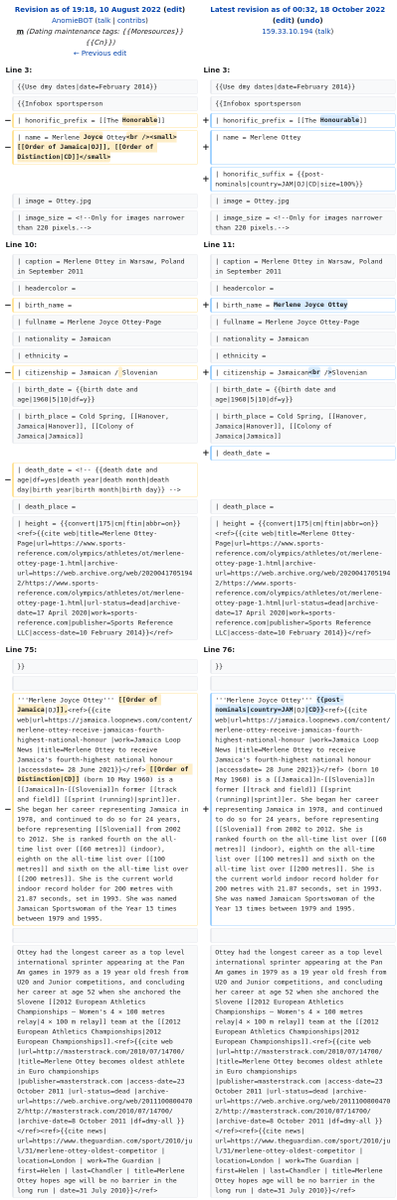 Revision as of 19:18, 10 August 2022 (edit)
AnomieBOT (talk | contribs)
m (Dating maintenance tags: {{Moresources}}
{{Cn}})
← Previous edit
Latest revision as of 00:32, 18 October 2022
(edit) (undo)
159.33.10.194 (talk)
Line 3:
{{Use dmy dates|date=February 2014}}
{{Infobox sportsperson
− | honorific_prefix = [[The Honorable]]
− | name = Merlene Joyce Ottey<br /><small>
[[Order of Jamaica|OJ]], [[Order of
Distinction|CD]]</small>
| image = Ottey.jpg
| image_size = <!--Only for images narrower
than 220 pixels.-->
Line 3:
{{Use dmy dates|date=February 2014}}
{{Infobox sportsperson
+ | honorific_prefix = [[The Honourable]]
+ | name = Merlene Ottey
+ | honorific_suffix = {{post-
nominals|country=JAM|OJ|CD|size=100%}}
| image = Ottey.jpg
| image_size = <!--Only for images narrower
than 220 pixels.-->
Line 10:
| caption = Merlene Ottey in Warsaw, Poland
in September 2011
| headercolor =
− | birth_name =
| fullname = Merlene Joyce Ottey-Page
| nationality = Jamaican
| ethnicity =
− | citizenship = Jamaican / Slovenian
| birth_date = {{birth date and
age|1960|5|10|df=y}}
| birth_place = Cold Spring, [[Hanover,
Jamaica|Hanover]], [[Colony of
Jamaica|Jamaica]]
− | death_date = <!-- {{death date and
age|df=yes|death year|death month|death
day|birth year|birth month|birth day}} -->
| death_place =
| height = {{convert|175|cm|ftin|abbr=on}}
<ref>{{cite web|title=Merlene Ottey-
Page|url=https://www.sports-
reference.com/olympics/athletes/ot/merlene-
ottey-page-1.html|archive-
url=https://web.archive.org/web/2020041705194
2/https://www.sports-
reference.com/olympics/athletes/ot/merlene-
ottey-page-1.html|url-status=dead|archive-
date=17 April 2020|work=sports-
reference.com|publisher=Sports Reference
LLC|access-date=10 February 2014}}</ref>
Line 11:
| caption = Merlene Ottey in Warsaw, Poland
in September 2011
| headercolor =
+ | birth_name = Merlene Joyce Ottey
| fullname = Merlene Joyce Ottey-Page
| nationality = Jamaican
| ethnicity =
+ | citizenship = Jamaican<br />Slovenian
| birth_date = {{birth date and
age|1960|5|10|df=y}}
| birth_place = Cold Spring, [[Hanover,
Jamaica|Hanover]], [[Colony of
Jamaica|Jamaica]]
+ | death_date =
| death_place =
| height = {{convert|175|cm|ftin|abbr=on}}
<ref>{{cite web|title=Merlene Ottey-
Page|url=https://www.sports-
reference.com/olympics/athletes/ot/merlene-
ottey-page-1.html|archive-
url=https://web.archive.org/web/2020041705194
2/https://www.sports-
reference.com/olympics/athletes/ot/merlene-
ottey-page-1.html|url-status=dead|archive-
date=17 April 2020|work=sports-
reference.com|publisher=Sports Reference
LLC|access-date=10 February 2014}}</ref>
Line 75:
}}
− '''Merlene Joyce Ottey''' [[Order of
Jamaica|OJ]],<ref>{{cite
web|url=https://jamaica.loopnews.com/content/
merlene-ottey-receive-jamaicas-fourth-
highest-national-honour |work=Jamaica Loop
News |title=Merlene Ottey to receive
Jamaica's fourth-highest national honour
|accessdate= 28 June 2021}}</ref> [[Order of
Distinction|CD]] (born 10 May 1960) is a
[[Jamaica]]n-[[Slovenia]]n former [[track
and field]] [[sprint (running)|sprint]]er.
She began her career representing Jamaica in
1978, and continued to do so for 24 years,
before representing [[Slovenia]] from 2002
to 2012. She is ranked fourth on the all-
time list over [[60 metres]] (indoor),
eighth on the all-time list over [[100
metres]] and sixth on the all-time list over
[[200 metres]]. She is the current world
indoor record holder for 200 metres with
21.87 seconds, set in 1993. She was named
Jamaican Sportswoman of the Year 13 times
between 1979 and 1995.
Ottey had the longest career as a top level
international sprinter appearing at the Pan
Am games in 1979 as a 19 year old fresh from
U20 and Junior competitions, and concluding
her career at age 52 when she anchored the
Slovene [[2012 European Athletics
Championships – Women's 4 × 100 metres
relay|4 × 100 m relay]] team at the [[2012
European Athletics Championships|2012
European Championships]].<ref>{{cite web
|url=http://masterstrack.com/2010/07/14700/
|title=Merlene Ottey becomes oldest athlete
in Euro championships
|publisher=masterstrack.com |access-date=23
October 2011 |url-status=dead |archive-
url=https://web.archive.org/web/2011100800470
2/http://masterstrack.com/2010/07/14700/
|archive-date=8 October 2011 |df=dmy-all }}
</ref><ref>{{cite news|
url=https://www.theguardian.com/sport/2010/ju
l/31/merlene-ottey-oldest-competitor |
location=London | work=The Guardian |
first=Helen | last=Chandler | title=Merlene
Ottey hopes age will be no barrier in the
long run | date=31 July 2010}}</ref>
Line 76:
}}
+ '''Merlene Joyce Ottey''' {{post-
nominals|country=JAM|OJ|CD}}<ref>{{cite
web|url=https://jamaica.loopnews.com/content/
merlene-ottey-receive-jamaicas-fourth-
highest-national-honour |work=Jamaica Loop
News |title=Merlene Ottey to receive
Jamaica's fourth-highest national honour
|accessdate= 28 June 2021}}</ref> (born 10
May 1960) is a [[Jamaica]]n-[[Slovenia]]n
former [[track and field]] [[sprint
(running)|sprint]]er. She began her career
representing Jamaica in 1978, and continued
to do so for 24 years, before representing
[[Slovenia]] from 2002 to 2012. She is
ranked fourth on the all-time list over [[60
metres]] (indoor), eighth on the all-time
list over [[100 metres]] and sixth on the
all-time list over [[200 metres]]. She is
the current world indoor record holder for
200 metres with 21.87 seconds, set in 1993.
She was named Jamaican Sportswoman of the
Year 13 times between 1979 and 1995.
Ottey had the longest career as a top level
international sprinter appearing at the Pan
Am games in 1979 as a 19 year old fresh from
U20 and Junior competitions, and concluding
her career at age 52 when she anchored the
Slovene [[2012 European Athletics
Championships – Women's 4 × 100 metres
relay|4 × 100 m relay]] team at the [[2012
European Athletics Championships|2012
European Championships]].<ref>{{cite web
|url=http://masterstrack.com/2010/07/14700/
|title=Merlene Ottey becomes oldest athlete
in Euro championships
|publisher=masterstrack.com |access-date=23
October 2011 |url-status=dead |archive-
url=https://web.archive.org/web/2011100800470
2/http://masterstrack.com/2010/07/14700/
|archive-date=8 October 2011 |df=dmy-all }}
</ref><ref>{{cite news|
url=https://www.theguardian.com/sport/2010/ju
l/31/merlene-ottey-oldest-competitor |
location=London | work=The Guardian |
first=Helen | last=Chandler | title=Merlene
Ottey hopes age will be no barrier in the
long run | date=31 July 2010}}</ref>